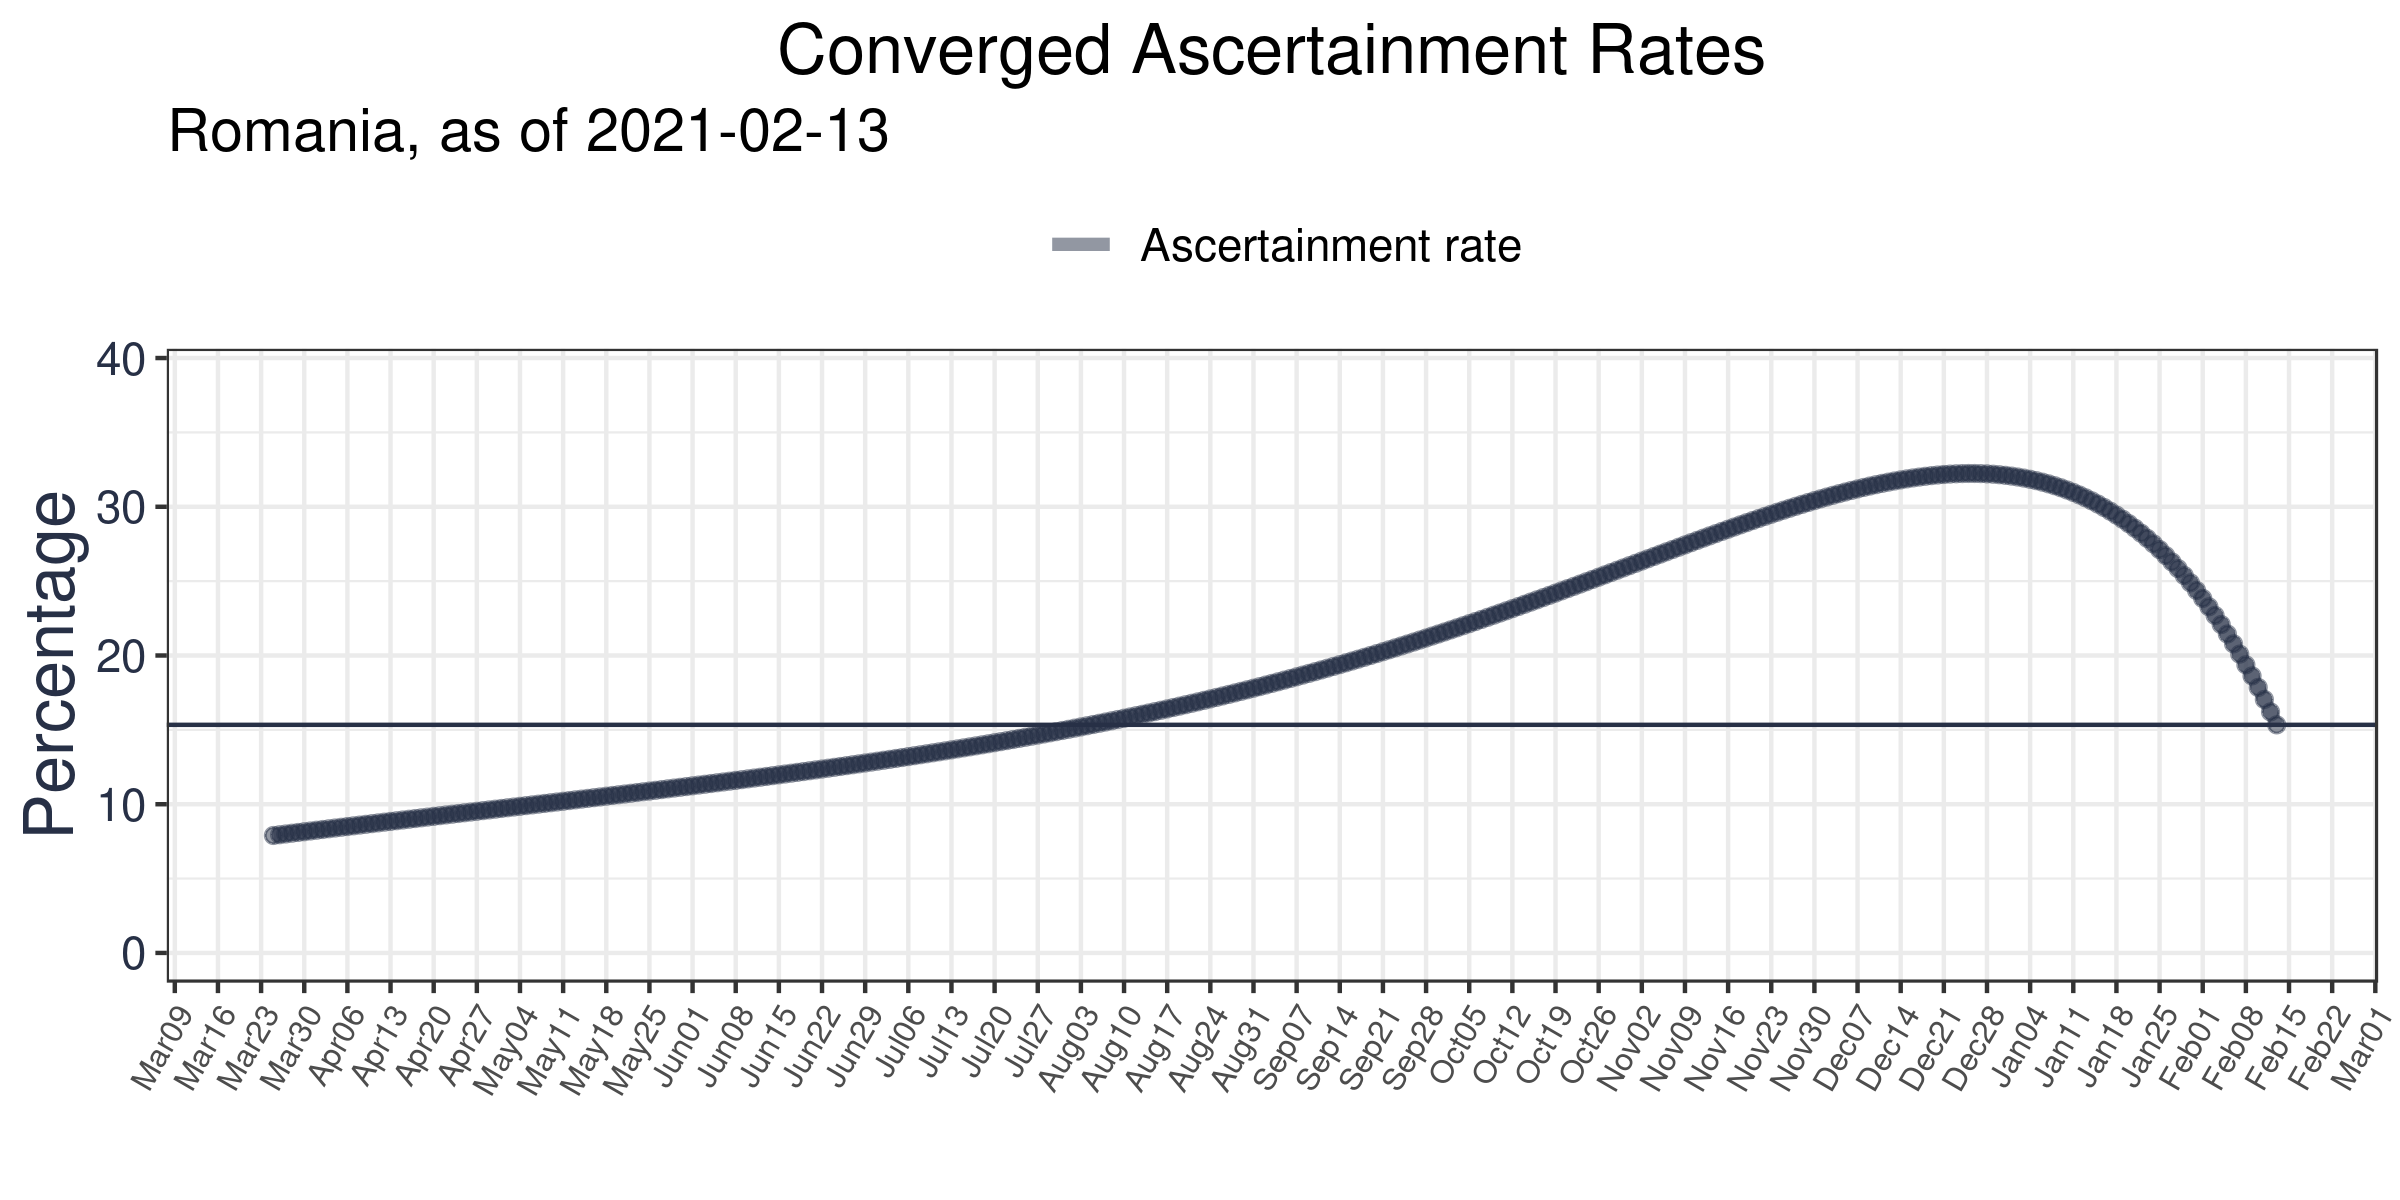 Converged Ascertainment Rates
Romania, as of 2021-02-13
Ascertainment rate
Percentage
40
30
20
10
0
Mar09
Mar16
Mar23
Mar30
Apr06
Apr13
Apr20
Apr27
May04
May11
May18
May25
Jun01
Jun08
Jun15
Jun22
Jun29
Jul06
Jul13
Jul20
Jul27
Aug03
Aug10
Aug17
Aug24
Aug31
Sep07
Sep14
Sep21
Sep28
Oct05
Oct12
Oct19
Oct26
Nov02
Nov09
Nov16
Nov23
Nov30
Dec07
Dec14
Dec21
Dec28
Jan04
Jan11
Jan18
Jan25
Feb01
Feb08
Feb15
Feb22
Mar01